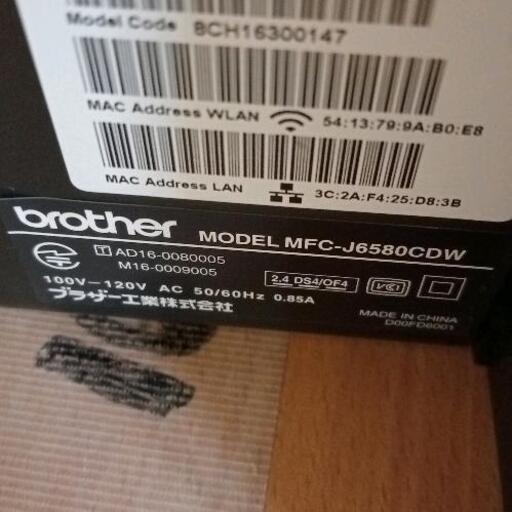 Model Code 8CH16300147
MAC Address WLAN 54:13:79:9A:B0:E8
MAC Address LAN 3C:2A:F4:25:D8:3B
brother MODEL MFC-J6580CDW
T AD16-0080005
M16-0009005
2.4 DS4/OF4 VCI
100V-120V AC 50/60Hz 0.85A
ブラザー工業株式会社
MADE IN CHINA
D00FD6001